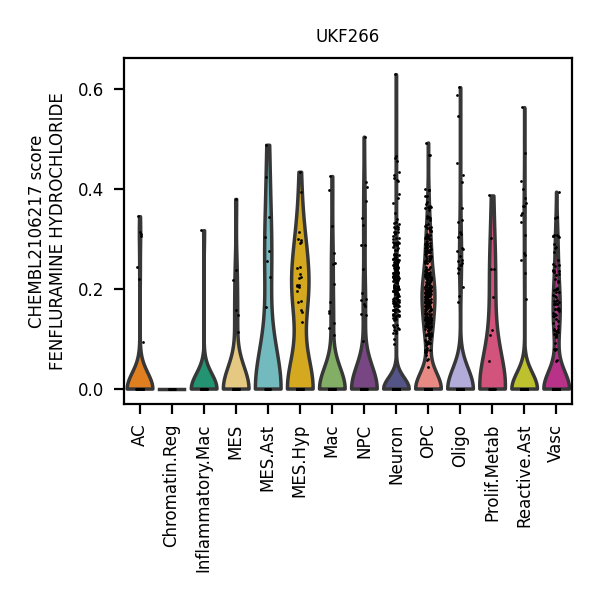 UKF266
CHEMBL2106217 score
FENFLURAMINE HYDROCHLORIDE
0.6
0.4
0.2
0.0
AC
Chromatin.Reg
Inflammatory.Mac
MES
MES.Ast
MES.Hyp
Mac
NPC
Neuron
OPC
Oligo
Prolif.Metab
Reactive.Ast
Vasc